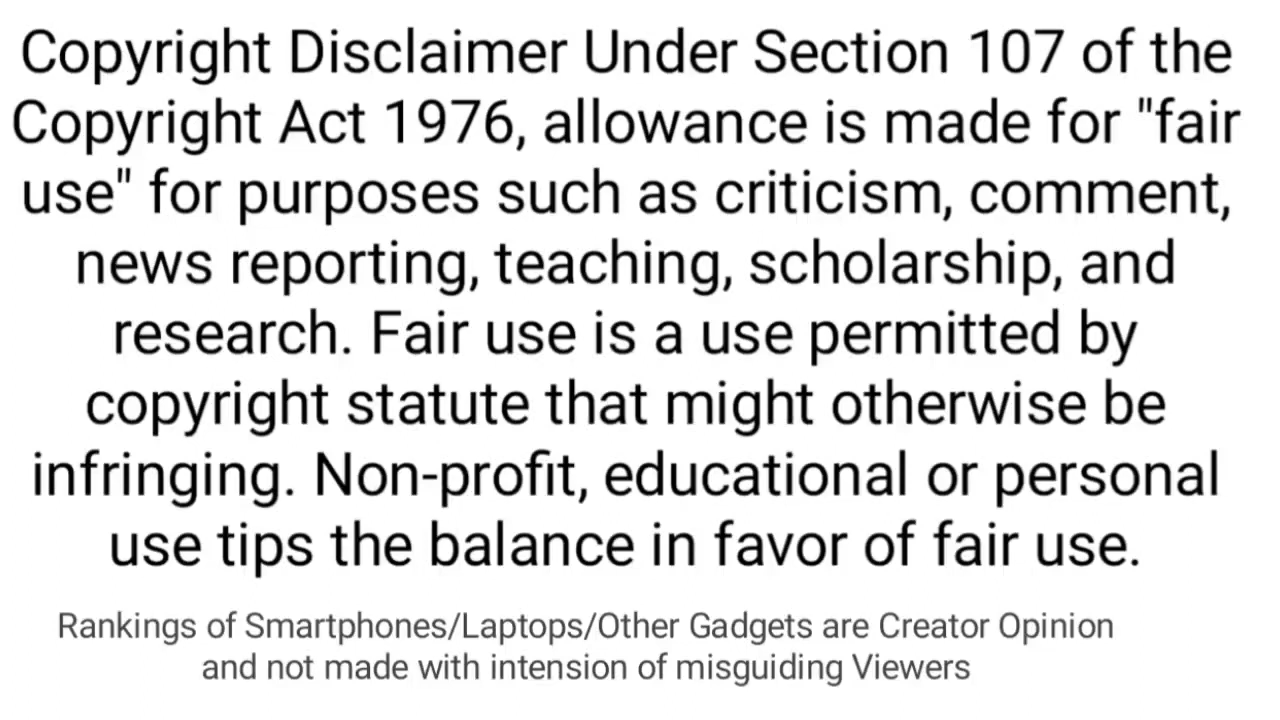 Copyright Disclaimer Under Section 107 of the
Copyright Act 1976, allowance is made for "fair
use" for purposes such as criticism, comment,
news reporting, teaching, scholarship, and
research. Fair use is a use permitted by
copyright statute that might otherwise be
infringing. Non-profit, educational or personal
use tips the balance in favor of fair use.
Rankings of Smartphones/Laptops/Other Gadgets are Creator Opinion
and not made with intension of misguiding Viewers